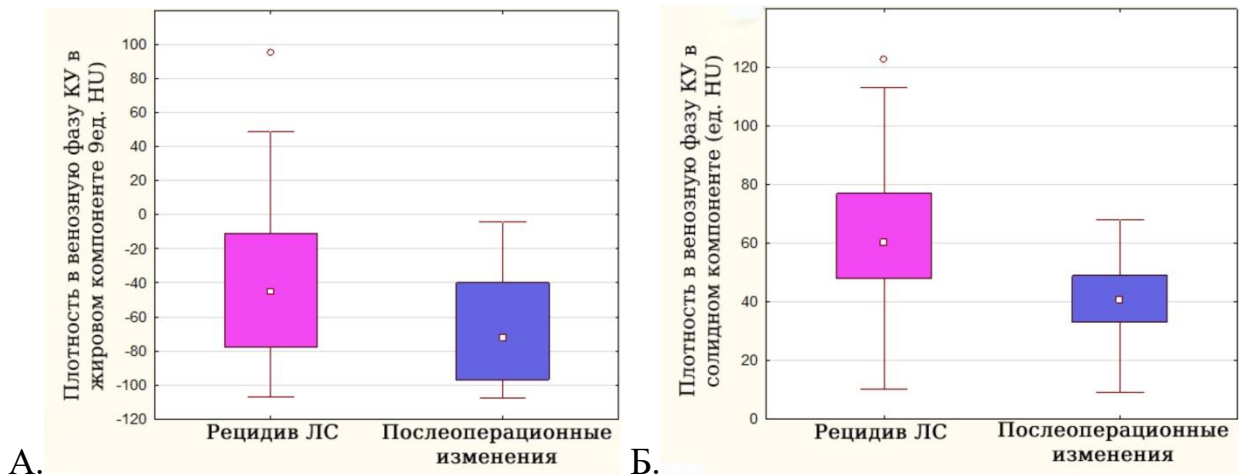 Плотность в венозную фазу КУ в
жировом компоненте 9ед. HU)
100
80
60
40
20
0
-20
-40
-60
-80
-100
-120
Рецидив ЛС
Послеоперационные
изменения
А.
Плотность в венозную фазу КУ в
солидном компоненте (ед. HU)
120
100
80
60
40
20
0
Рецидив ЛС
Послеоперационные
изменения
Б.